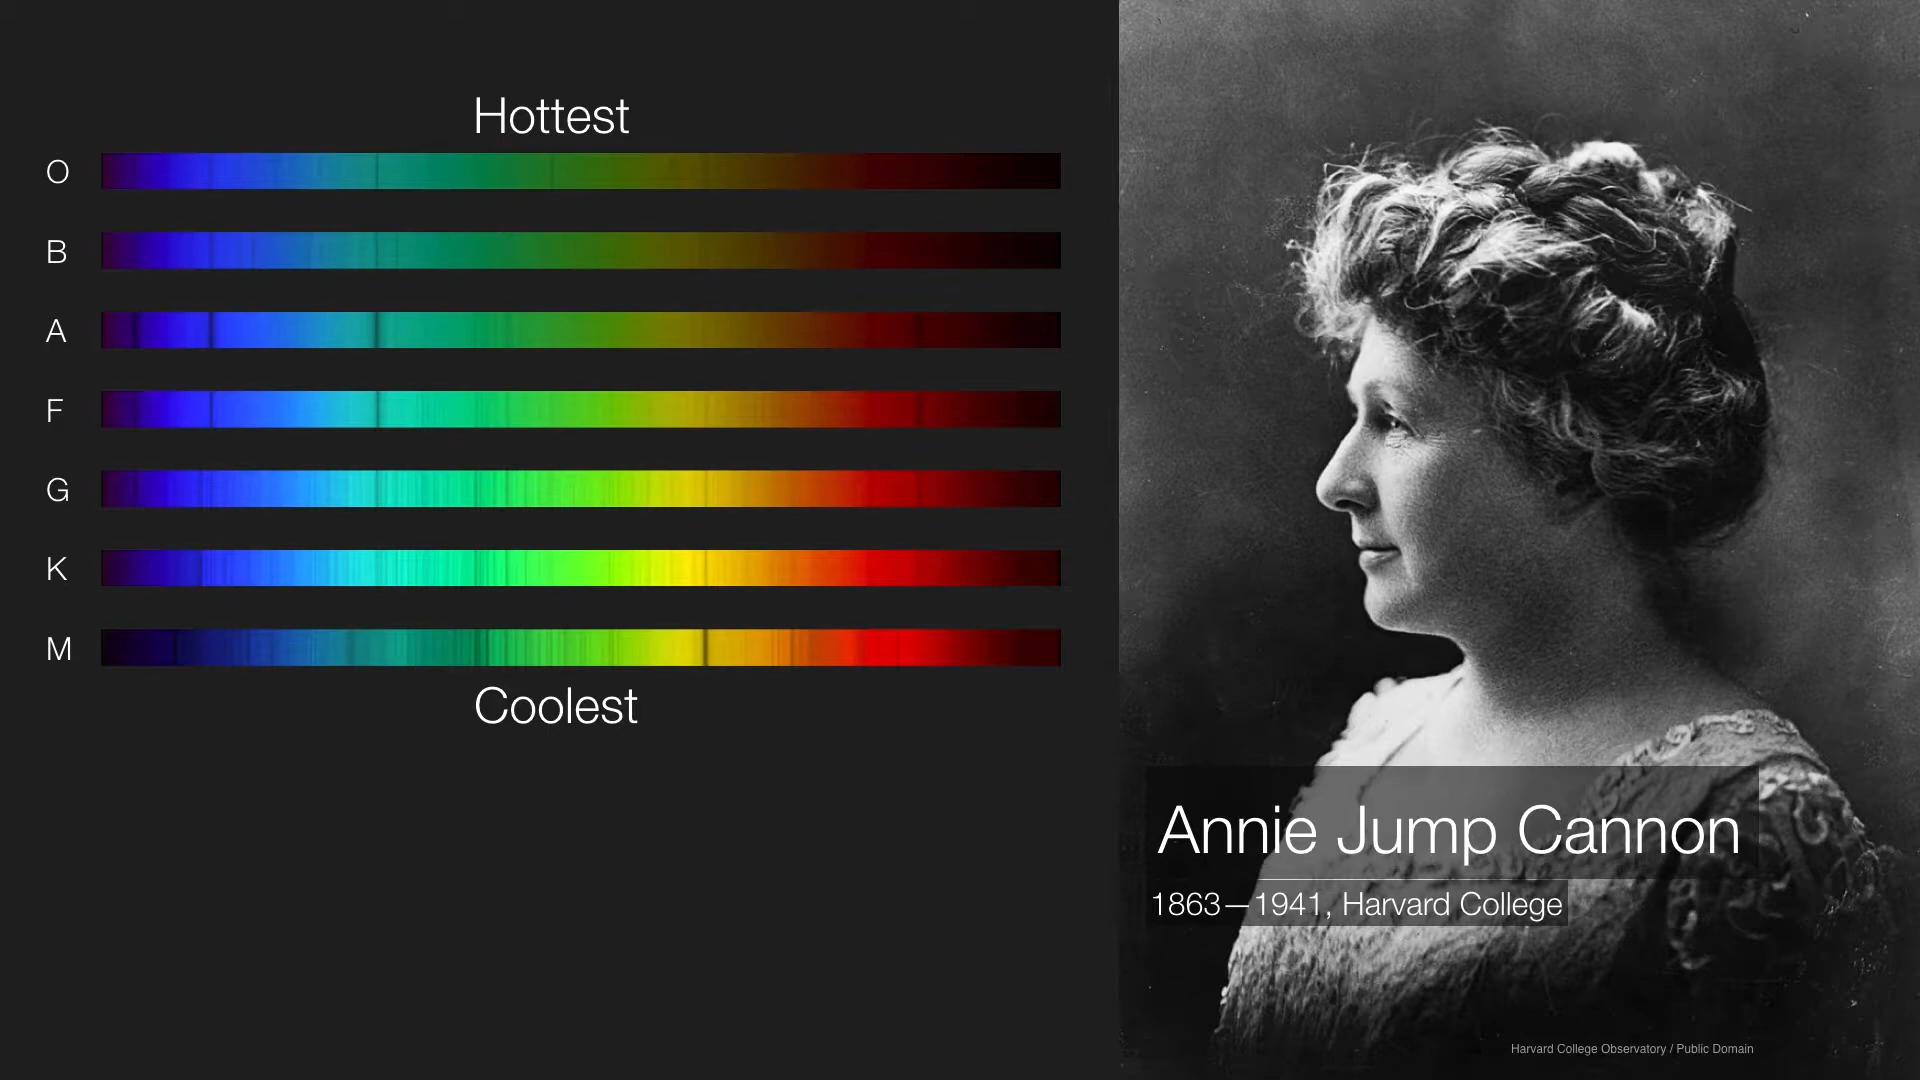 Hottest
O
B
A
F
G
K
M
Coolest
Annie Jump Cannon
1863—1941, Harvard College
Harvard College Observatory / Public Domain